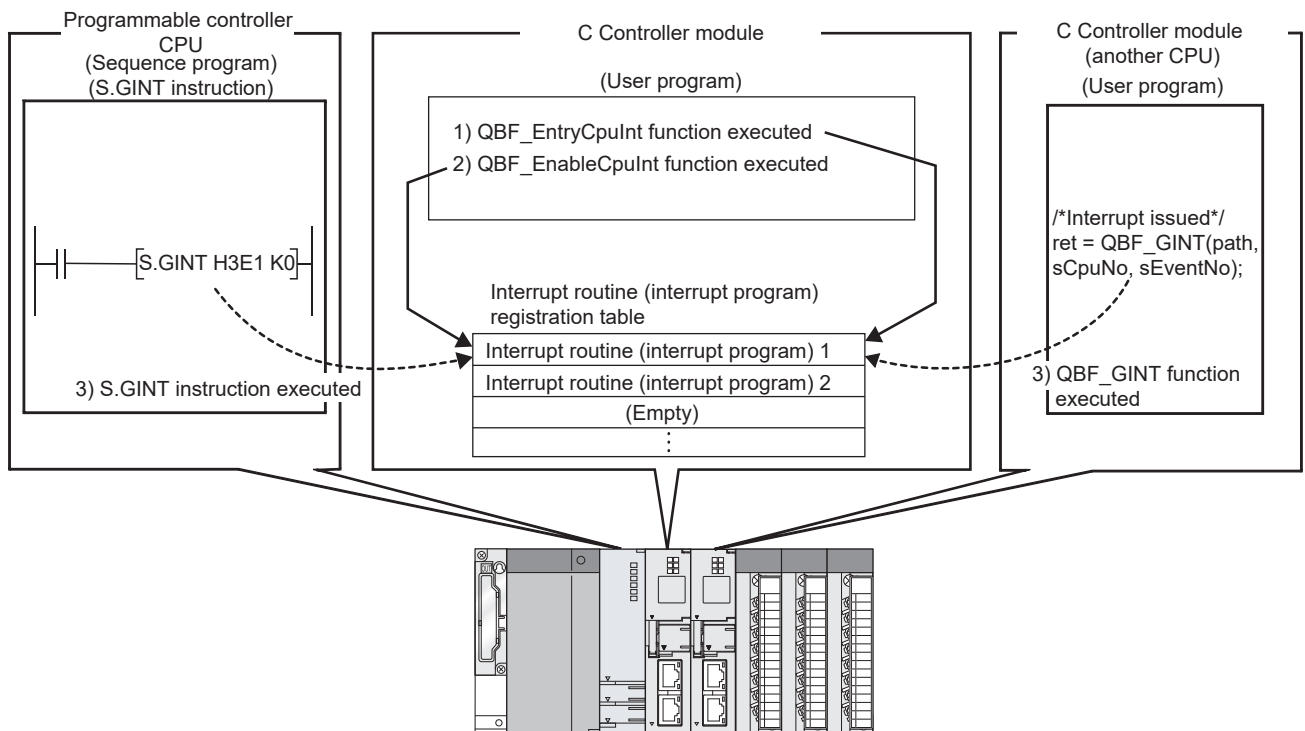 Programmable controller
CPU
(Sequence program)
(S.GINT instruction)
S.GINT H3E1 K0
3) S.GINT instruction executed
C Controller module
(User program)
1) QBF_EntryCpuInt function executed
2) QBF_EnableCpuInt function executed
Interrupt routine (interrupt program)
registration table
Interrupt routine (interrupt program) 1
Interrupt routine (interrupt program) 2
(Empty)
C Controller module
(another CPU)
(User program)
/*Interrupt issued*/
ret = QBF_GINT(path,
sCpuNo, sEventNo);
3) QBF_GINT function
executed
OUT